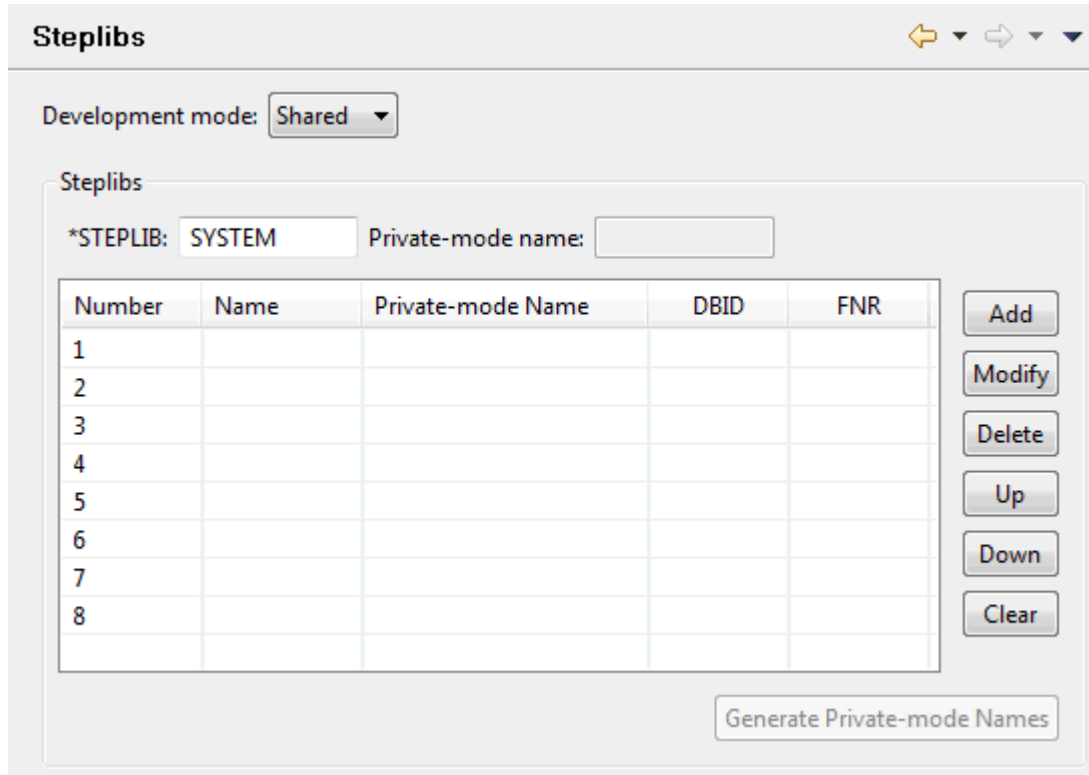 Steplibs
Development mode: Shared
Steplibs
*STEPLIB: SYSTEM Private-mode name:
Number Name Private-mode Name DBID FNR
1
2
3
4
5
6
7
8
Add
Modify
Delete
Up
Down
Clear
Generate Private-mode Names